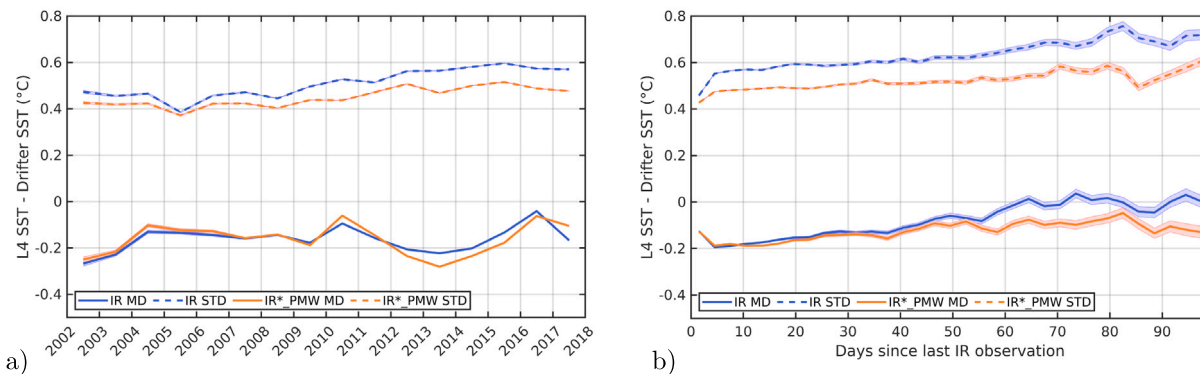 0.8
0.6
0.4
0.2
0
-0.2
-0.4
L4 SST - Drifter SST (°C)
IR MD IR STD IR*_PMW MD IR*_PMW STD
2002 2003 2004 2005 2006 2007 2008 2009 2010 2011 2012 2013 2014 2015 2016 2017 2018
a)
0.8
0.6
0.4
0.2
0
-0.2
-0.4
L4 SST - Drifter SST (°C)
IR MD IR STD IR*_PMW MD IR*_PMW STD
0 10 20 30 40 50 60 70 80 90
Days since last IR observation
b)